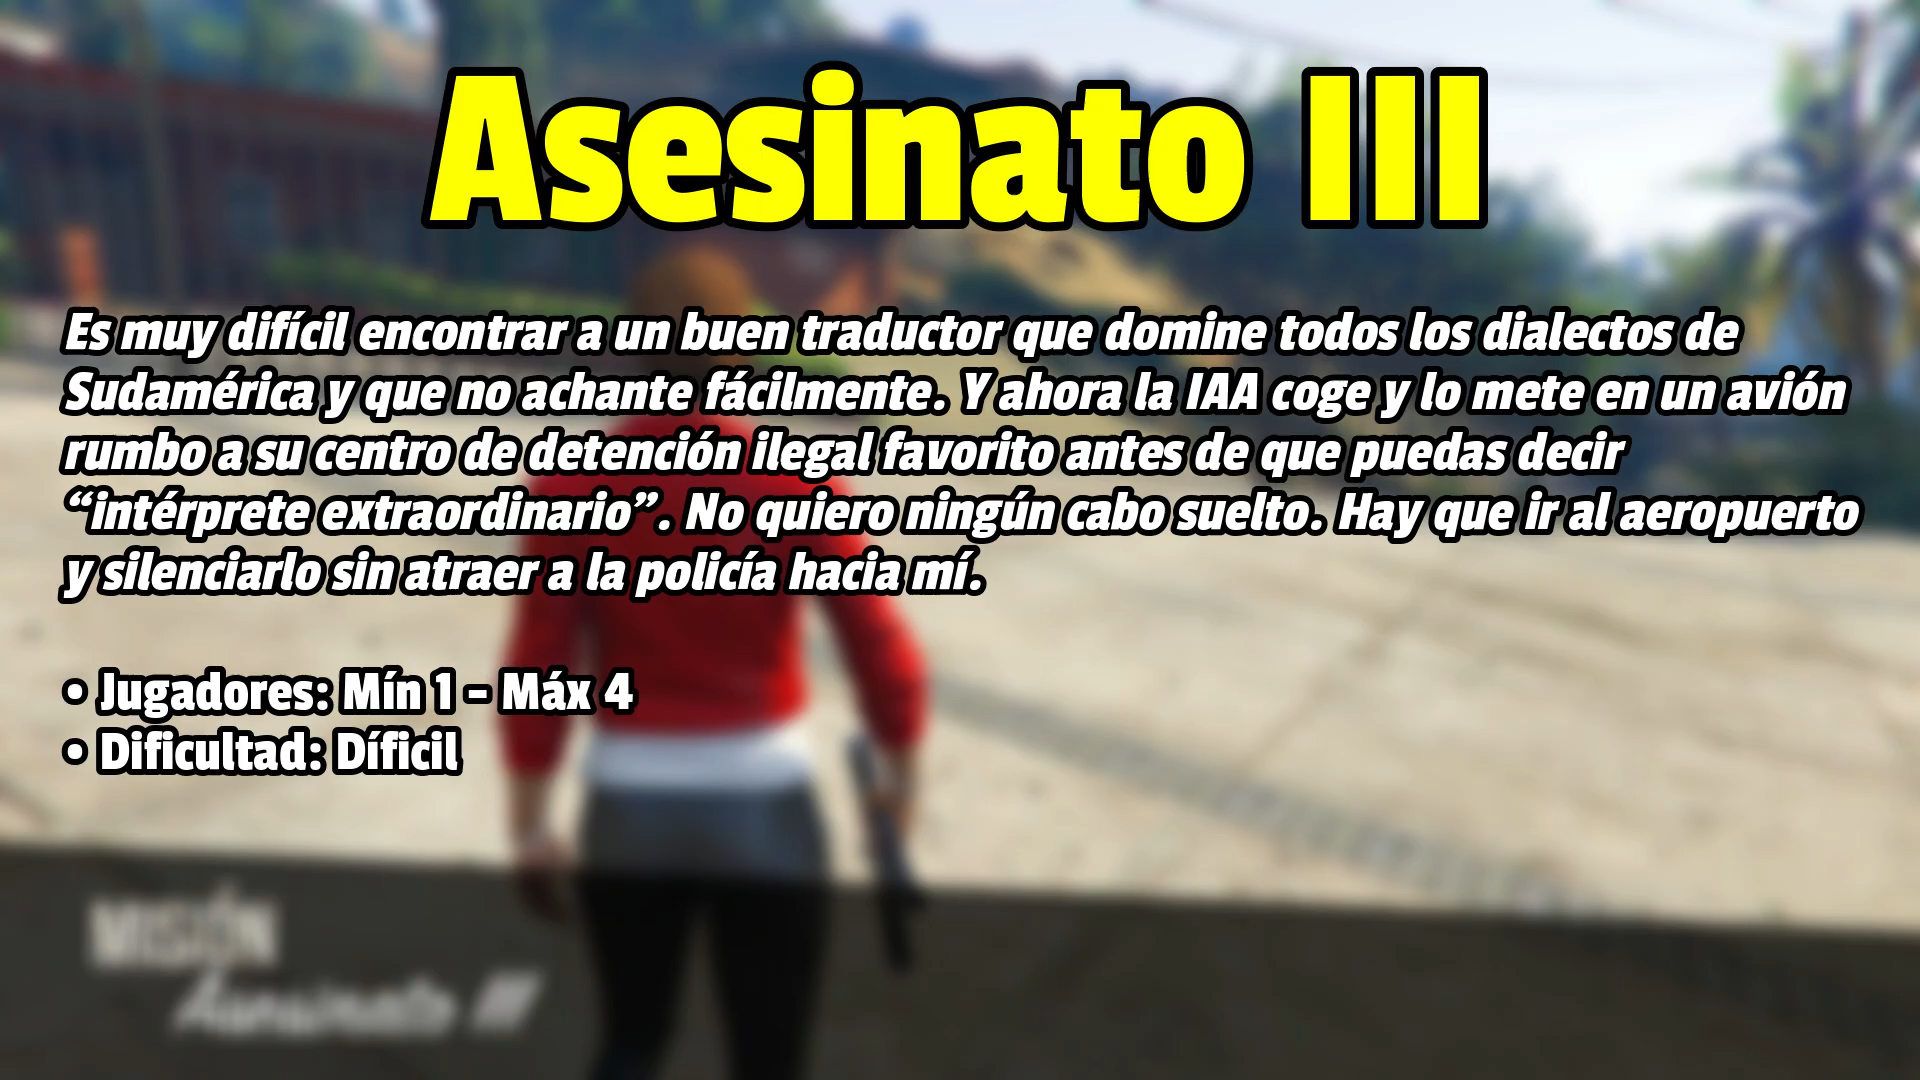 Asesinato III
Es muy difícil encontrar a un buen traductor que domine todos los dialectos de
Sudamérica y que no achante fácilmente. Y ahora la IAA coge y lo mete en un avión
rumbo a su centro de detención ilegal favorito antes de que puedas decir
“intérprete extraordinario”. No quiero ningún cabo suelto. Hay que ir al aeropuerto
y silenciarlo sin atraer a la policía hacia mí.
• Jugadores: Mín 1 - Máx 4
• Dificultad: Díficil
MISIÓN
Asesinato III